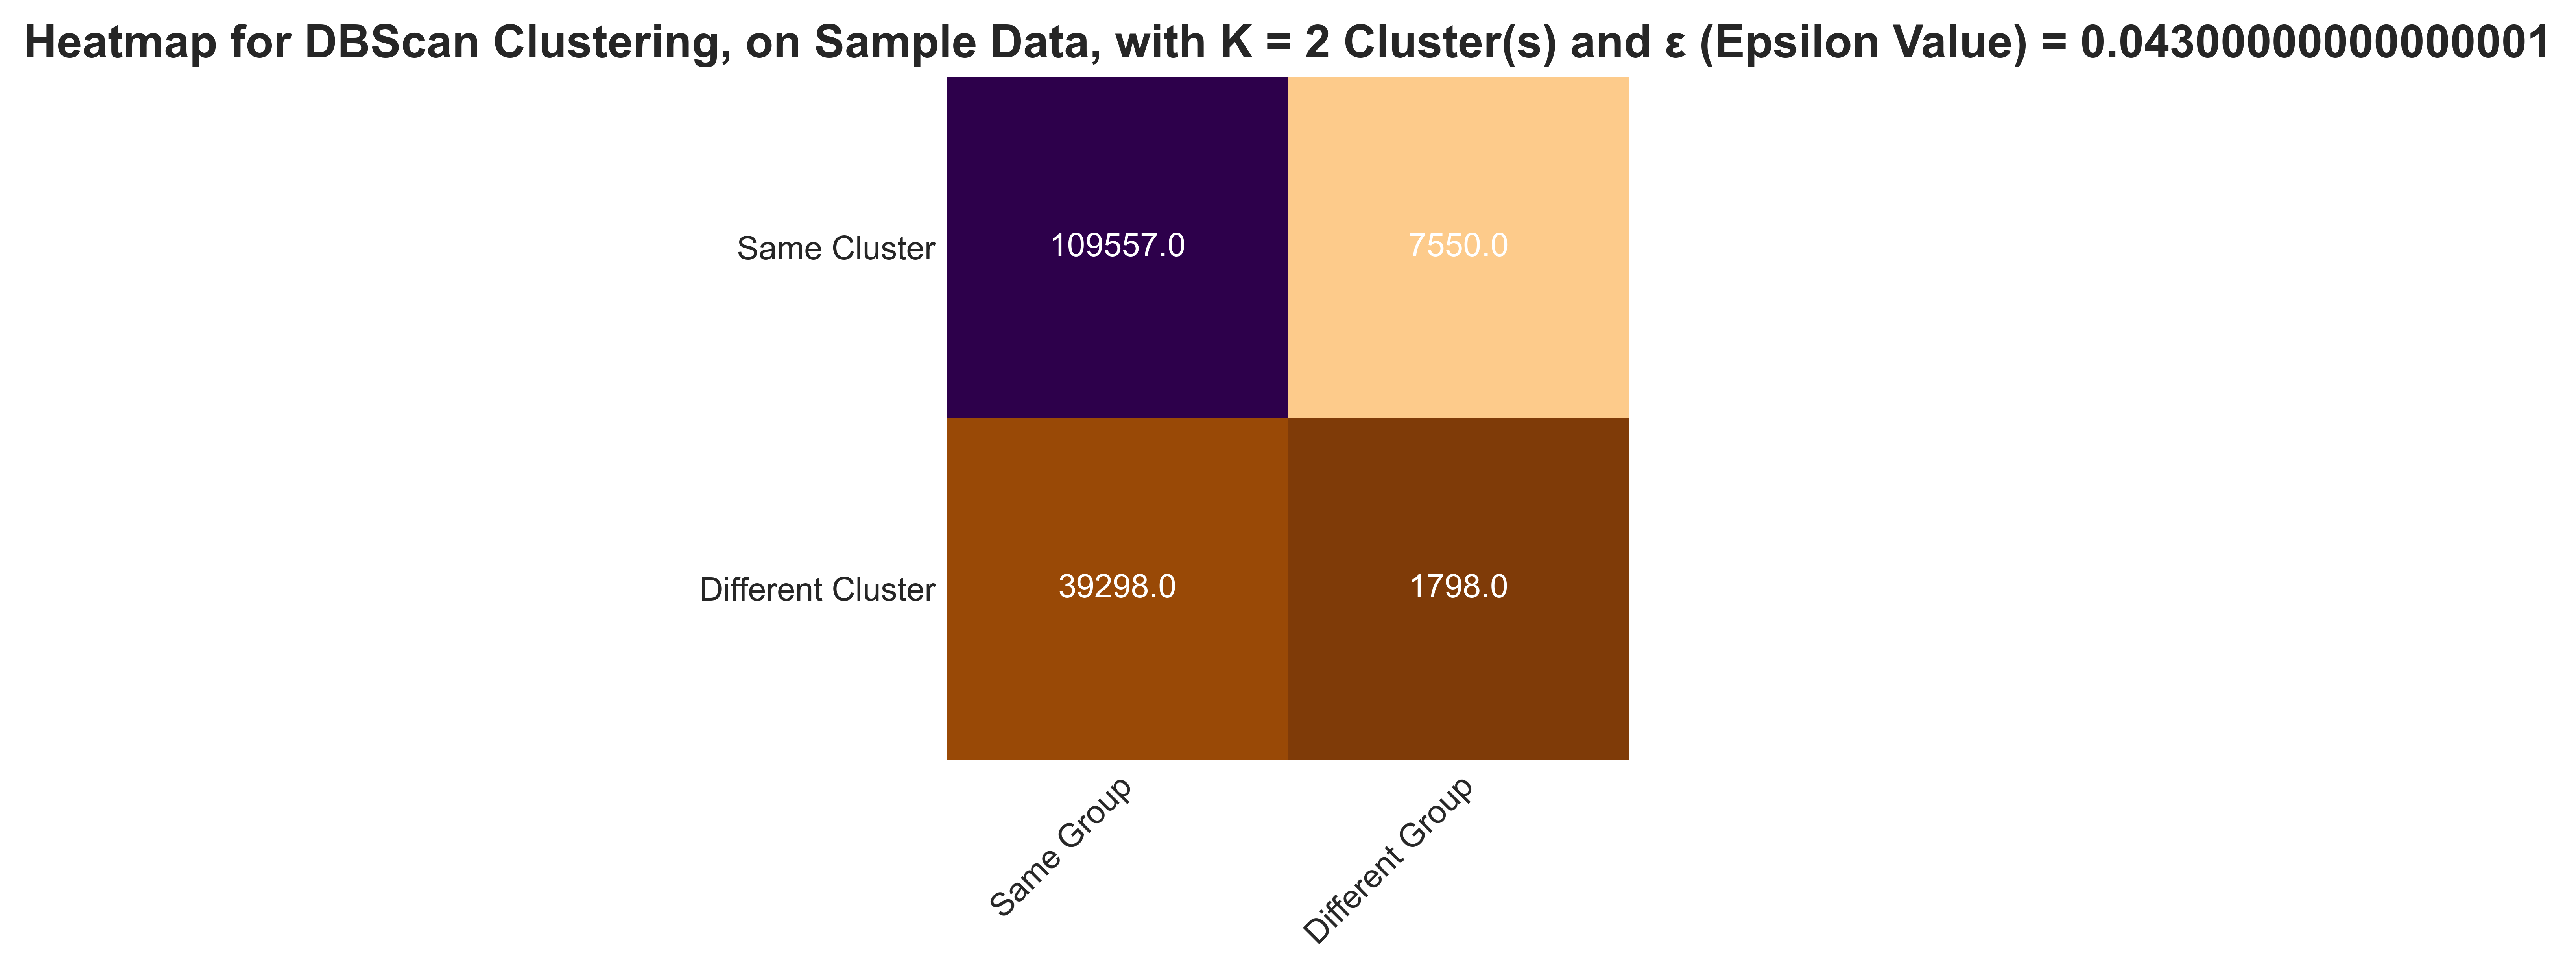 Heatmap for DBScan Clustering, on Sample Data, with K = 2 Cluster(s) and ε (Epsilon Value) = 0.04300000000000001
Same Cluster
109557.0
7550.0
Different Cluster
39298.0
1798.0
Same Group
Different Group